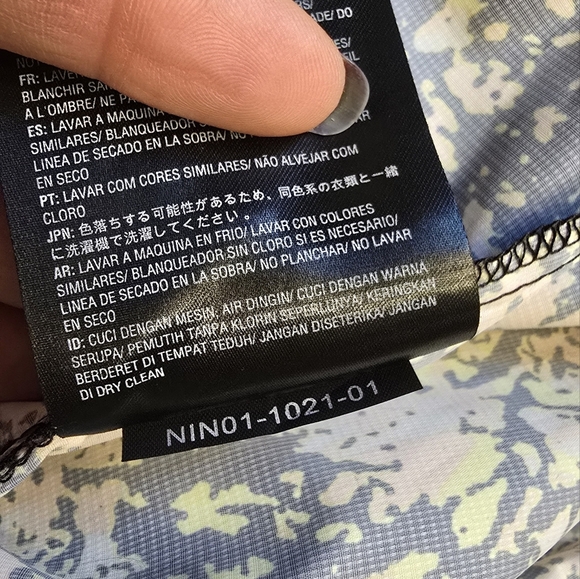 ADE/ DO
FR: LAVER
BLANCHIR
A L'OMBRE/ NE
ES: LAVAR A MAQUINA
SIMILARES/ BLANQUEADOR
LINEA DE SECADO EN LA SOBRA/ NO
EN SECO
PT: LAVAR COM CORES SIMILARES/ NÃO ALVEJAR COM
CLORO
JPN: 色落ちする可能性があるため、同色系の衣類と一緒
に洗濯機で洗濯してください。
AR: LAVAR A MAQUINA EN FRIO/ LAVAR CON COLORES
SIMILARES/ BLANQUEADOR SIN CLORO SI ES NECESARIO/
LINEA DE SECADO EN LA SOBRA/ NO PLANCHAR/ NO LAVAR
EN SECO
ID: CUCI DENGAN MESIN, AIR DINGIN/ CUCI DENGAN WARNA
SERUPA/ PEMUTIH TANPA KLORIN SEPERLUNYA/ KERINGKAN
BERDERET DI TEMPAT TEDUH/ JANGAN DISETERIKA/ JANGAN
DI DRY CLEAN
NIN01-1021-01